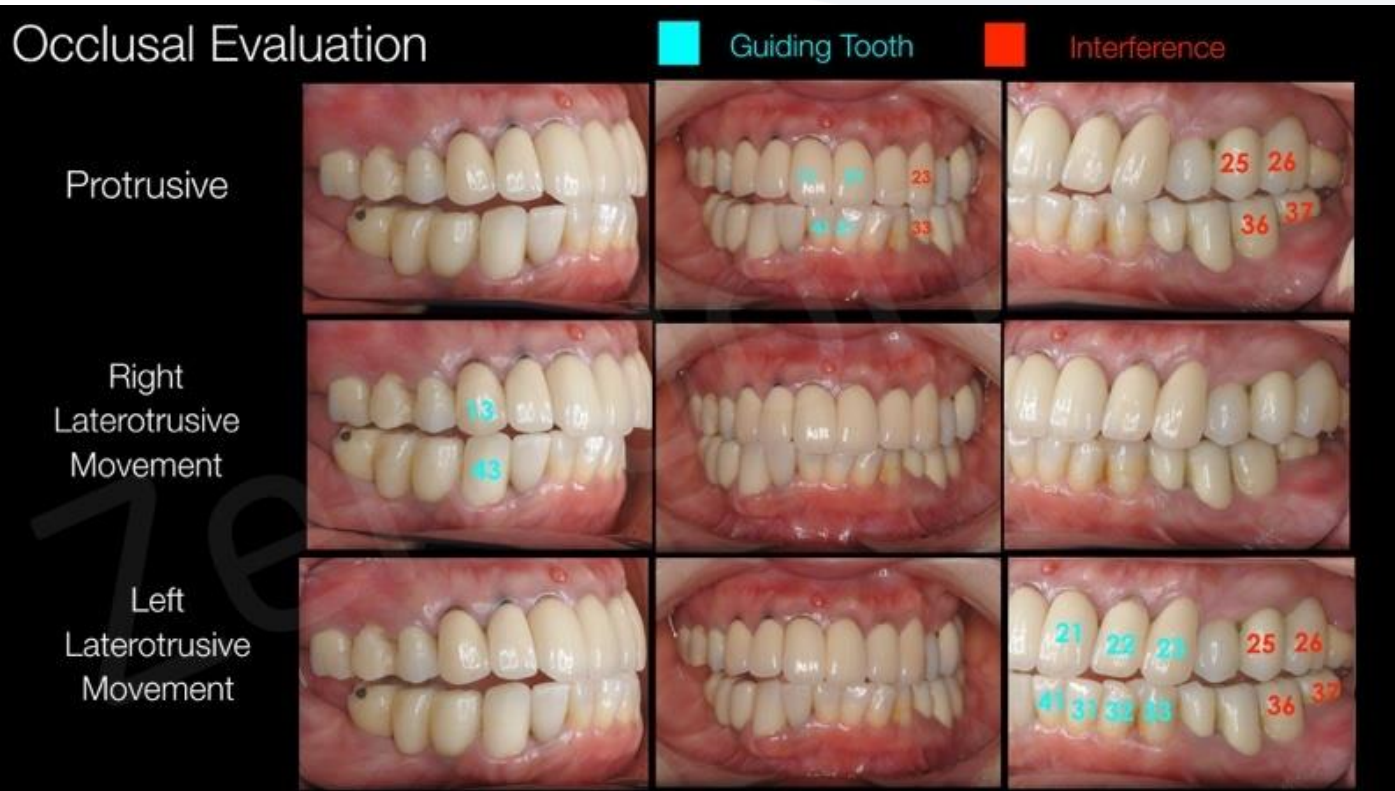 Occlusal Evaluation
Guiding Tooth
Interference
Protrusive
23
33
25 26
36 37
Right
Laterotrusive
Movement
13
43
Left
Laterotrusive
Movement
21 22 23
41 31 32 33
25 26
36 37